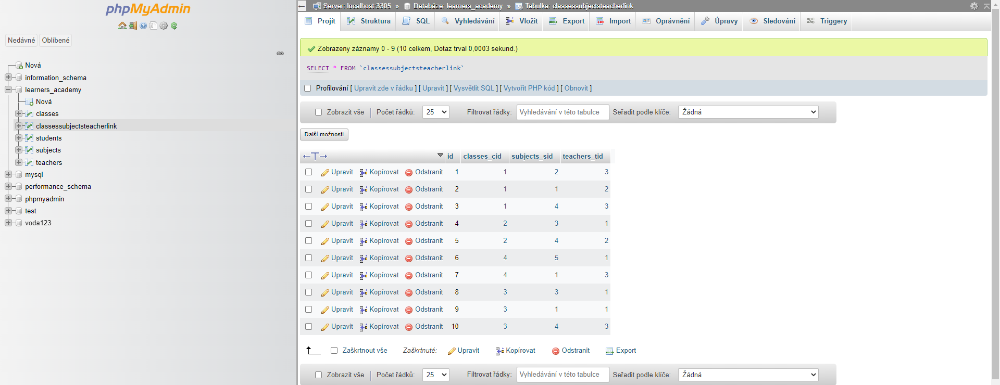 phpMyAdmin
Nedávné Oblíbené
Nová
information_schema
learners_academy
Nová
classes
classessubjectsteacherlink
students
subjects
teachers
mysql
performance_schema
phpmyadmin
test
voda123
Server: localhost:3305 » Databáze: learners_academy » Tabulka: classessubjectsteacherlink
Projít Struktura SQL Vyhledávání Vložit Export Import Oprávnění Úpravy Sledování Triggery
Zobrazeny záznamy 0 - 9 (10 celkem, Dotaz trval 0,0003 sekund.)
SELECT * FROM `classessubjectsteacherlink`
Profilování [ Upravit zde v řádku ] [ Upravit ] [ Vysvětlit SQL ] [ Vytvořit PHP kód ] [ Obnovit ]
Zobrazit vše Počet řádků: 25 Filtrovat řádky: Vyhledávání v této tabulce Seřadit podle klíče: Žádná
Další možnosti
←T→ id classes_cid subjects_sid teachers_tid
Upravit Kopírovat Odstranit 1 1 2 3
Upravit Kopírovat Odstranit 2 1 1 2
Upravit Kopírovat Odstranit 3 1 4 3
Upravit Kopírovat Odstranit 4 2 3 1
Upravit Kopírovat Odstranit 5 2 4 2
Upravit Kopírovat Odstranit 6 4 5 1
Upravit Kopírovat Odstranit 7 4 1 3
Upravit Kopírovat Odstranit 8 3 3 1
Upravit Kopírovat Odstranit 9 3 1 1
Upravit Kopírovat Odstranit 10 3 4 3
Zaškrtnout vše Zaškrtnuté: Upravit Kopírovat Odstranit Export
Zobrazit vše Počet řádků: 25 Filtrovat řádky: Vyhledávání v této tabulce Seřadit podle klíče: Žádná